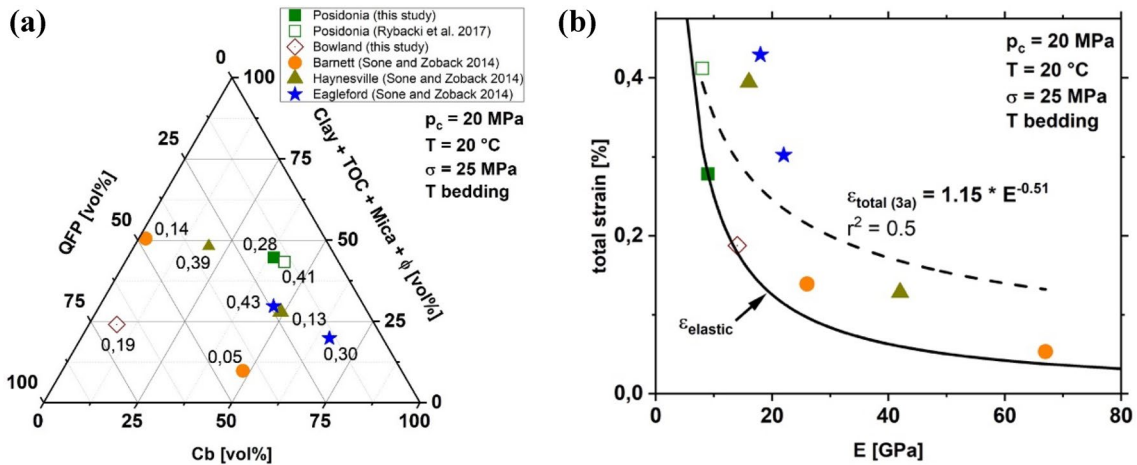 (a)
Posidonia (this study)
Posidonia (Rybacki et al. 2017)
Bowland (this study)
Barnett (Sone and Zoback 2014)
Haynesville (Sone and Zoback 2014)
Eagleford (Sone and Zoback 2014)
p_c = 20 MPa
T = 20 °C
σ = 25 MPa
T bedding
0
25
50
75
100
QFP [vol%]
100
75
50
25
0
Clay + TOC + Mica + ϕ [vol%]
0,14
0,39
0,28
0,41
0,43
0,13
0,30
0,19
0,05
0
25
50
75
100
Cb [vol%]
(b)
p_c = 20 MPa
T = 20 °C
σ = 25 MPa
T bedding
ε_total (3a) = 1.15 * E^-0.51
r² = 0.5
ε_elastic
0,4
0,2
0,0
total strain [%]
0
20
40
60
80
E [GPa]